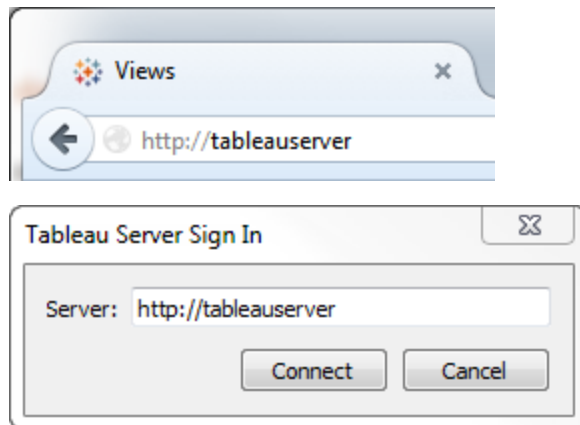 Views
http://tableauserver
Tableau Server Sign In
Server: http://tableauserver
Connect Cancel